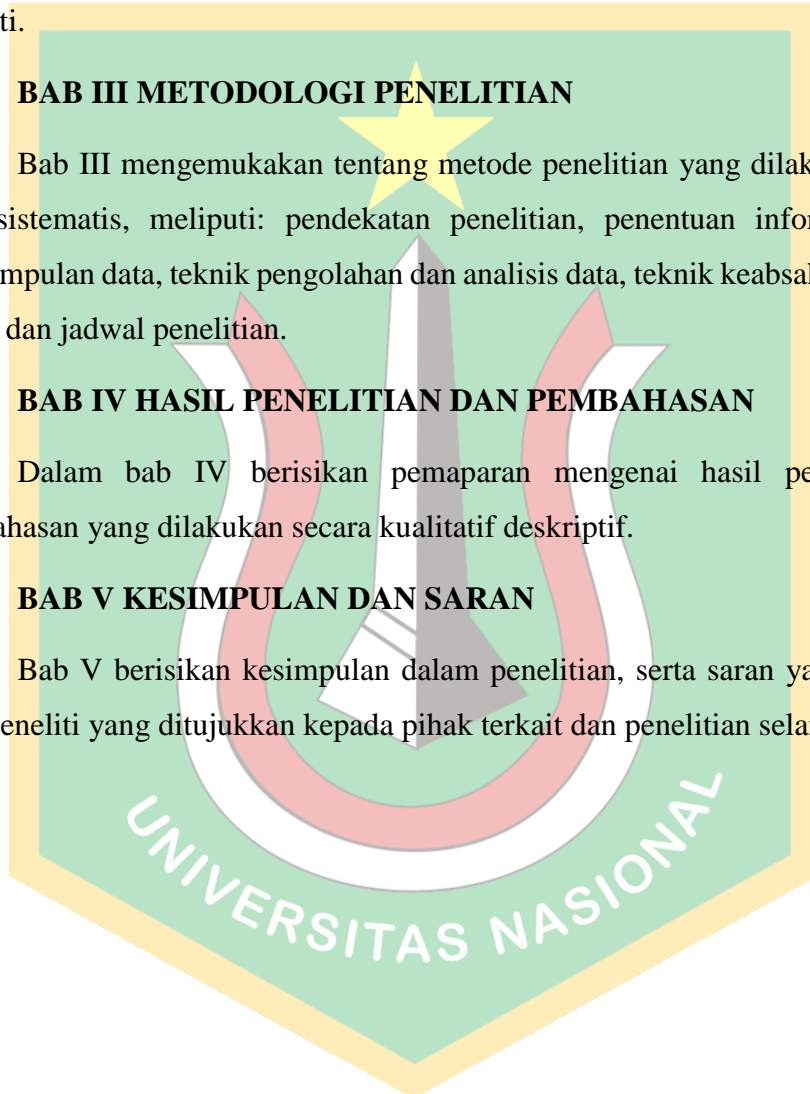 ti.
BAB III METODOLOGI PENELITIAN
Bab III mengemukakan tentang metode penelitian yang dilak
sistematis, meliputi: pendekatan penelitian, penentuan infor
mpulan data, teknik pengolahan dan analisis data, teknik keabsal
dan jadwal penelitian.
BAB IV HASIL PENELITIAN DAN PEMBAHASAN
Dalam bab IV berisikan pemaparan mengenai hasil pe
ahasan yang dilakukan secara kualitatif deskriptif.
BAB V KESIMPULAN DAN SARAN
Bab V berisikan kesimpulan dalam penelitian, serta saran ya
eneliti yang ditujukkan kepada pihak terkait dan penelitian sela
UNIVERSITAS NASIONAL